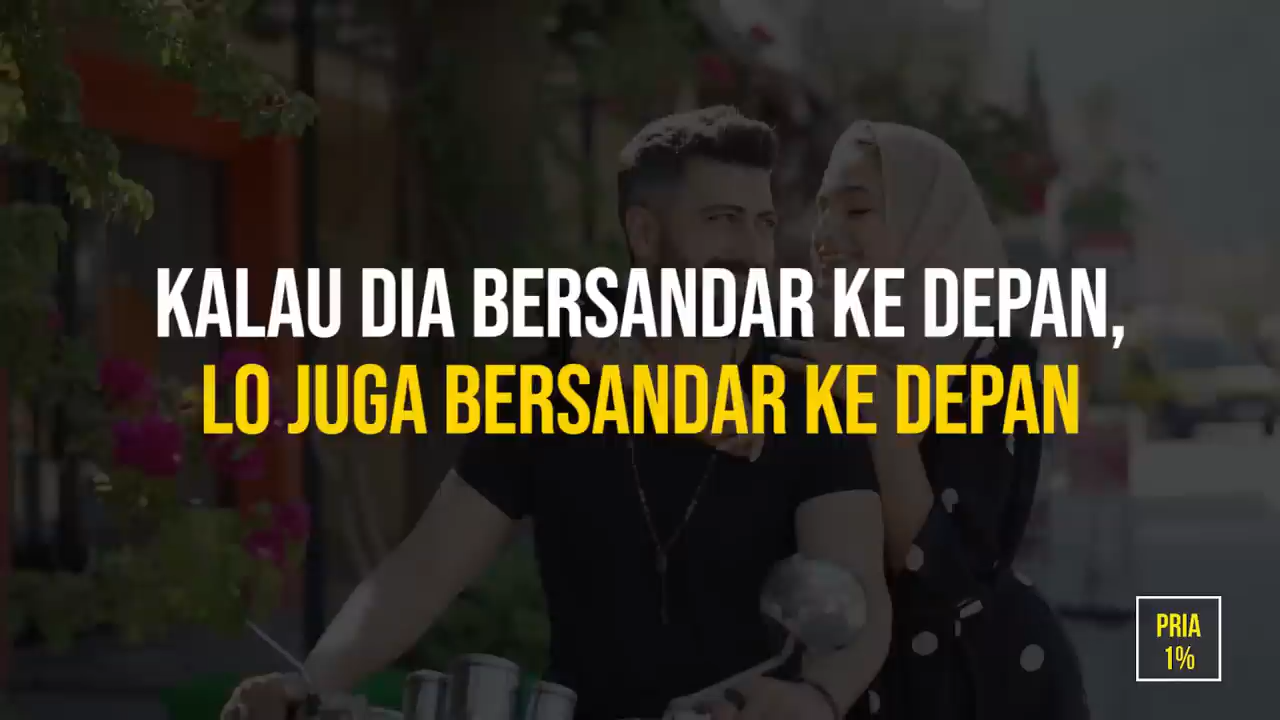 KALAU DIA BERSANDAR KE DEPAN,
LO JUGA BERSANDAR KE DEPAN
PRIA
1%